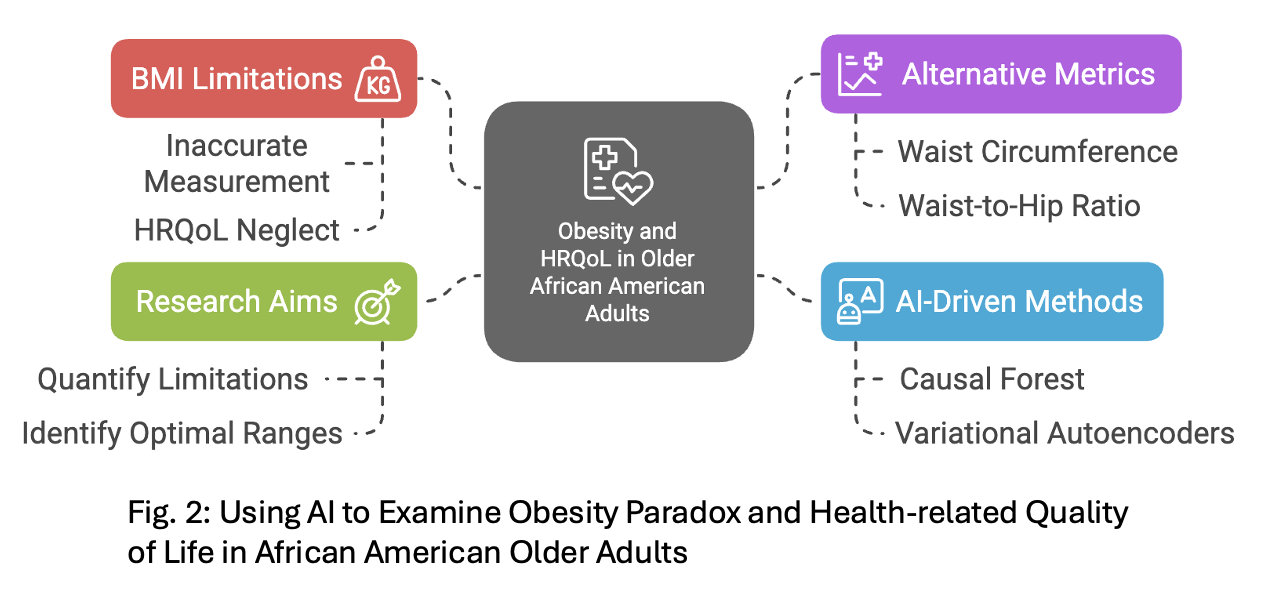 BMI Limitations
KG
Inaccurate
Measurement
HRQoL Neglect
Research Aims
Quantify Limitations
Identify Optimal Ranges
Obesity and
HRQoL in Older
African American
Adults
Alternative Metrics
Waist Circumference
Waist-to-Hip Ratio
A
AI-Driven Methods
Causal Forest
Variational Autoencoders
Fig. 2: Using AI to Examine Obesity Paradox and Health-related Quality
of Life in African American Older Adults